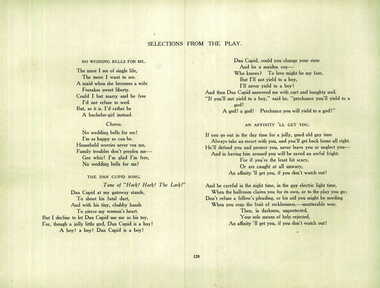 SELECTIONS FROM THE PLAY.
NO WEDDING BELLS FOR ME.
The more I see of single life,
The more I want to see.
A maid when she becomes a wife
Forsakes sweet liberty.
Could I but marry and be free
I'd not refuse to wed.
But, as it is, I'd rather be
A bachelor-girl instead.
Chorus.
No wedding bells for me!
I'm as happy as can be.
Household worries never vex me,
Family troubles don't perplex me—
Gee whiz! I'm glad I'm free,
No wedding bells for me!
THE DAN CUPID SONG.
Tune of "Hark! Hark! The Lark!"
Dan Cupid at my gateway stands,
To shoot his fatal dart,
And with his tiny, chubby hands
To pierce my woman's heart.
But I decline to let Dan Cupid use me as his toy,
For, though a jolly little god, Dan Cupid is a boy!
A boy! a boy! Dan Cupid is a boy!
Dan Cupid, could you change your state
And be a maiden coy—
Who knows? To love might be my fate,
But I'll not yield to a boy,
I'll never yield to a boy!
And then Dan Cupid answered me with curt and haughty nod,
"If you'll not yield to a boy," said he, "perchance you'll yield to a
god!
A god! a god! Perchance you will yield to a god!"
AN AFFINITY 'LL GET YOU.
If you go out in the day time for a jolly, good old gay time
Always take an escort with you, and you'll get back home all right.
He'll defend you and protect you, never leave you or neglect you—
And in having him around you will be saved an awful fright.
For if you're the least bit scary,
Or are caught at all unwary,
An affinity 'll get you, if you don't watch out!
And be careful in the night time, in the gay electric light time,
When the ballroom claims you for its own, or to the play you go;
Don't refuse a fellow's pleading, or his aid you might be needing
When you reap the fruit of recklessness,—unutterable woe.
Then, in darkness, unprotected,
Your sole means of help rejected,
An affinity 'll get you, if you don't watch out!